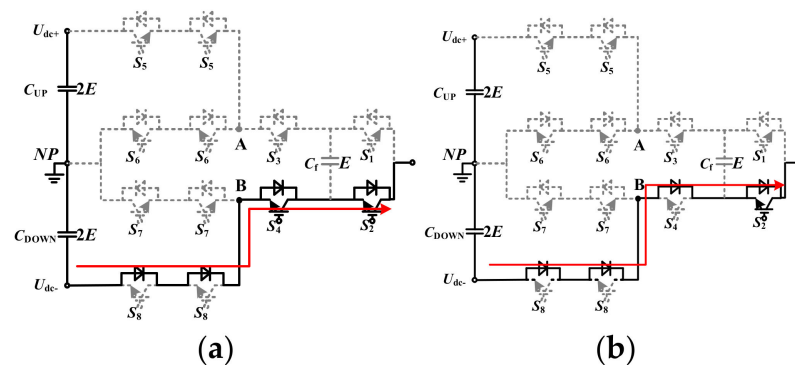 Udc+ S5 S5
CUP 2E
NP S6 S6 A S3 Cf E S1
B
S7 S7 S4 S2
CDOWN 2E
Udc- S8 S8
(a)
Udc+ S5 S5
CUP 2E
NP S6 S6 A S3 Cf E S1
B
S7 S7 S4 S2
CDOWN 2E
Udc- S8 S8
(b)